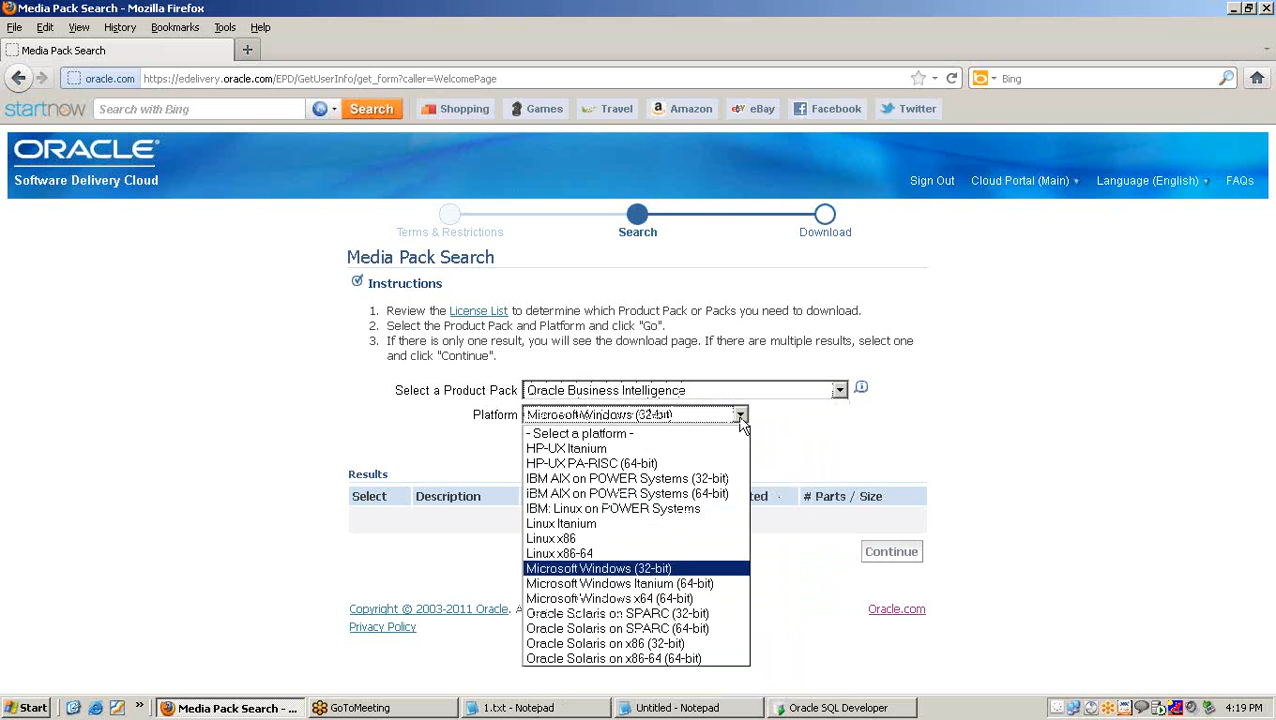 Media Pack Search - Mozilla Firefox
File Edit View History Bookmarks Tools Help
Media Pack Search
oracle.com https://edelivery.oracle.com/EPD/GetUserInfo/get_form?caller=WelcomePage
Bing
startnow Search with Bing Search Shopping Games Travel Amazon eBay Facebook Twitter
ORACLE
Software Delivery Cloud
Sign Out Cloud Portal (Main) Language (English) FAQs
Terms & Restrictions Search Download
Media Pack Search
Instructions
1. Review the License List to determine which Product Pack or Packs you need to download.
2. Select the Product Pack and Platform and click "Go".
3. If there is only one result, you will see the download page. If there are multiple results, select one
and click "Continue".
Select a Product Pack Oracle Business Intelligence
Platform Microsoft Windows (32-bit)
- Select a platform -
HP-UX Itanium
HP-UX PA-RISC (64-bit)
IBM AIX on POWER Systems (32-bit)
IBM AIX on POWER Systems (64-bit)
IBM: Linux on POWER Systems
Linux Itanium
Linux x86
Linux x86-64
Microsoft Windows (32-bit)
Microsoft Windows Itanium (64-bit)
Microsoft Windows x64 (64-bit)
Oracle Solaris on SPARC (32-bit)
Oracle Solaris on SPARC (64-bit)
Oracle Solaris on x86 (32-bit)
Oracle Solaris on x86-64 (64-bit)
Results
Select Description ted # Parts / Size
Continue
Copyright © 2003-2011 Oracle. A
Oracle.com
Privacy Policy
Start Media Pack Search - ... GoToMeeting 1.txt - Notepad Untitled - Notepad Oracle SQL Developer 4:19 PM